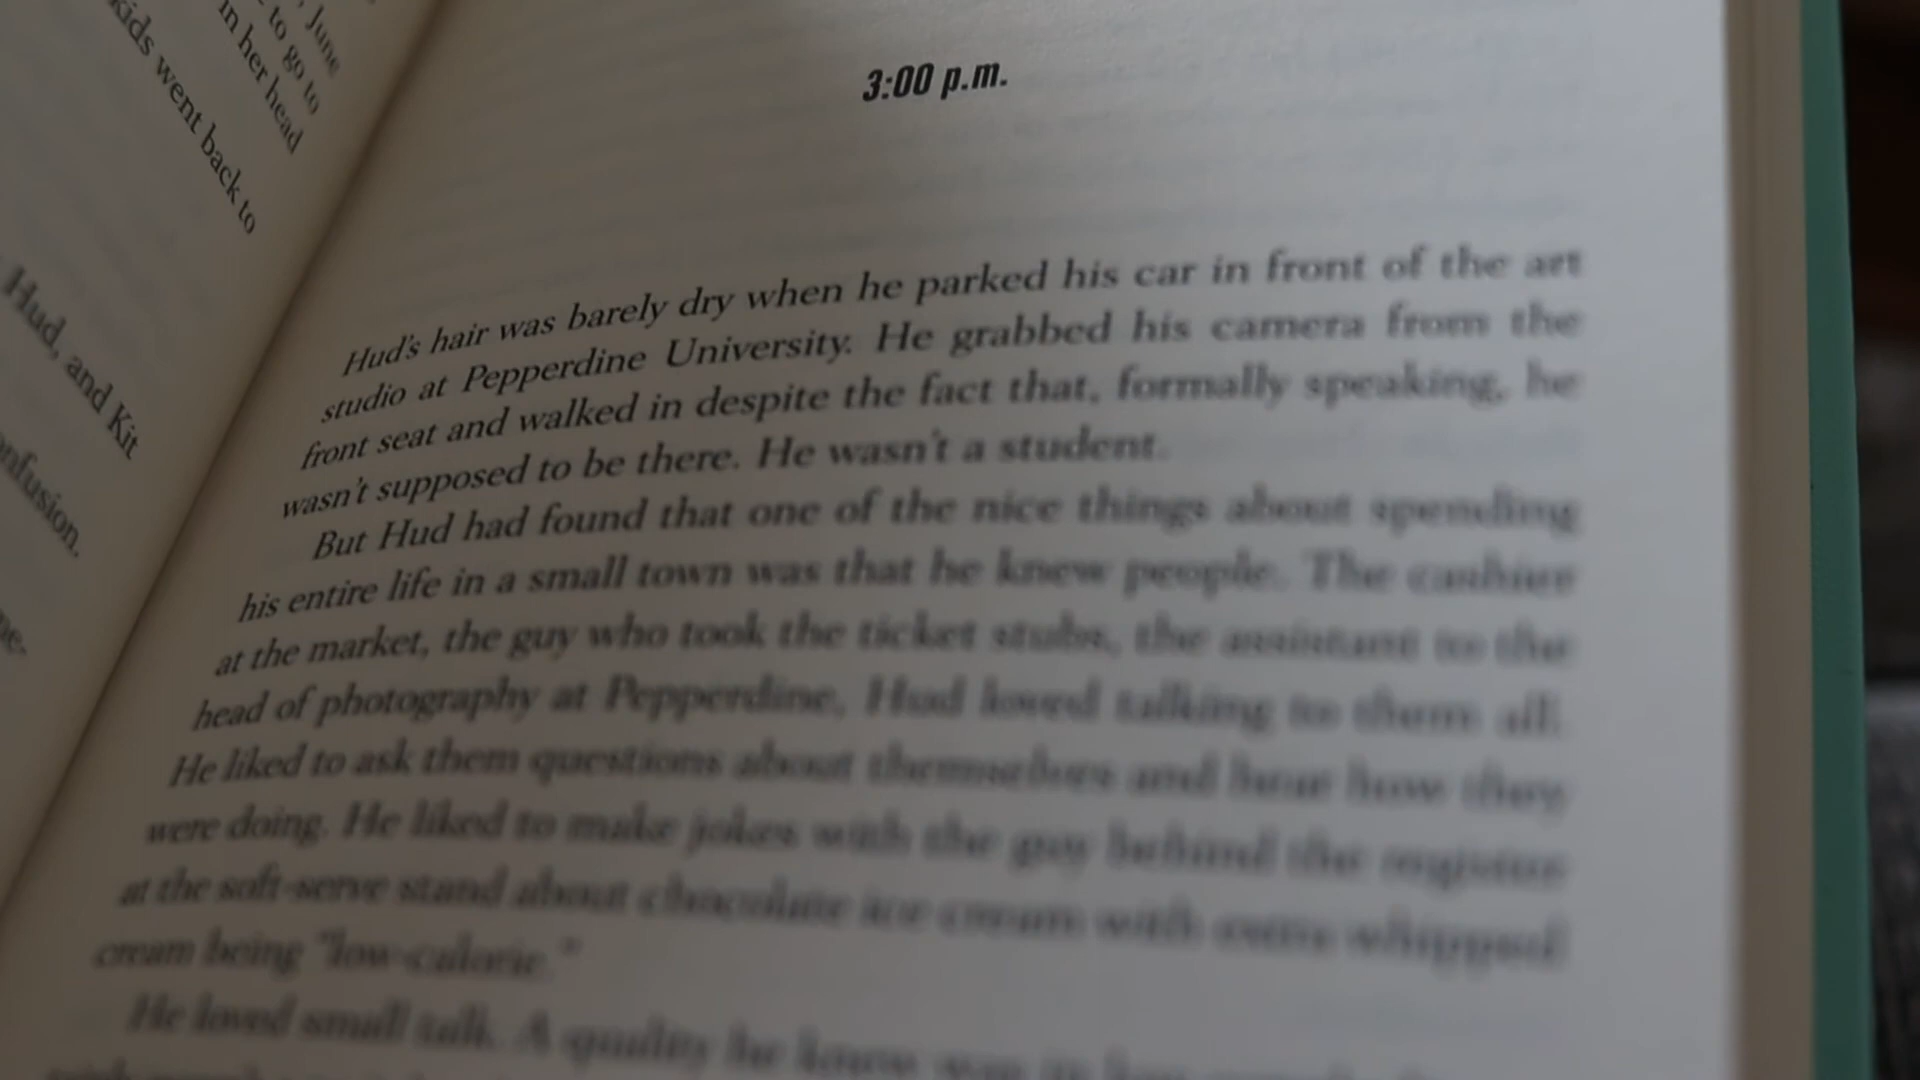 , June
to go to
in her head
kids went back to
Hud, and Kit
onfusion.
ne-
3:00 p.m.
Hud's hair was barely dry when he parked his car in front of the art
studio at Pepperdine University. He grabbed his camera from the
front seat and walked in despite the fact that, formally speaking, he
wasn't supposed to be there. He wasn't a student.
But Hud had found that one of the nice things about spending
his entire life in a small town was that he knew people. The cashier
at the market, the guy who took the ticket stubs, the assistant to the
head of photography at Pepperdine, Hud loved talking to them all.
He liked to ask them questions about themselves and hear how they
were doing. He liked to make jokes with the guy behind the register
at the soft-serve stand about chocolate ice cream with extra whipped
cream being "low-calorie."
He loved small talk. A quality he knew was in